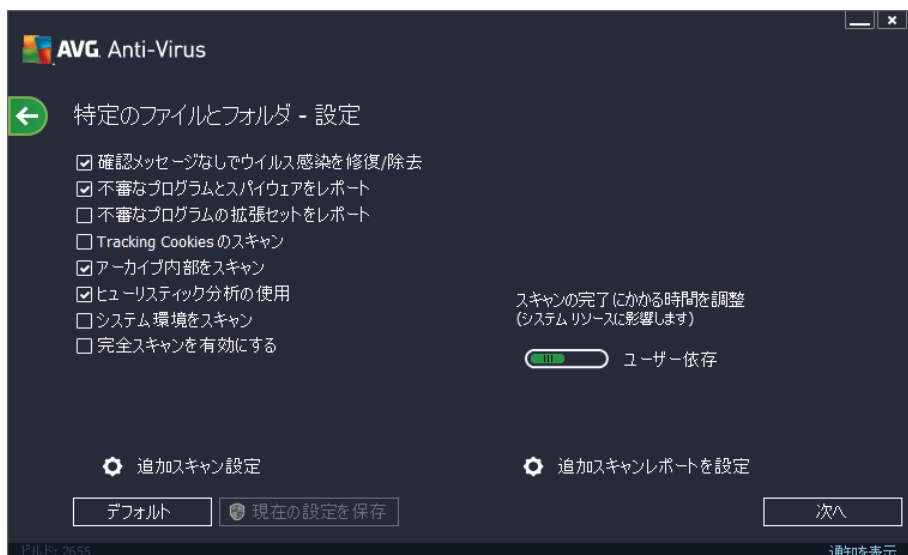 AVG. Anti-Virus
特定のファイルとフォルダ - 設定
確認メッセージなしでウイルス感染を修復/除去
不審なプログラムとスパイウェアをレポート
不審なプログラムの拡張セットをレポート
Tracking Cookies のスキャン
アーカイブ内部をスキャン
ヒューリスティック分析の使用
システム環境をスキャン
完全スキャンを有効にする
スキャンの完了にかかる時間を調整
(システム リソースに影響します)
ユーザー依存
追加スキャン設定
追加スキャンレポートを設定
デフォルト
現在の設定を保存
次へ
ビルド: 2655
通知を表示